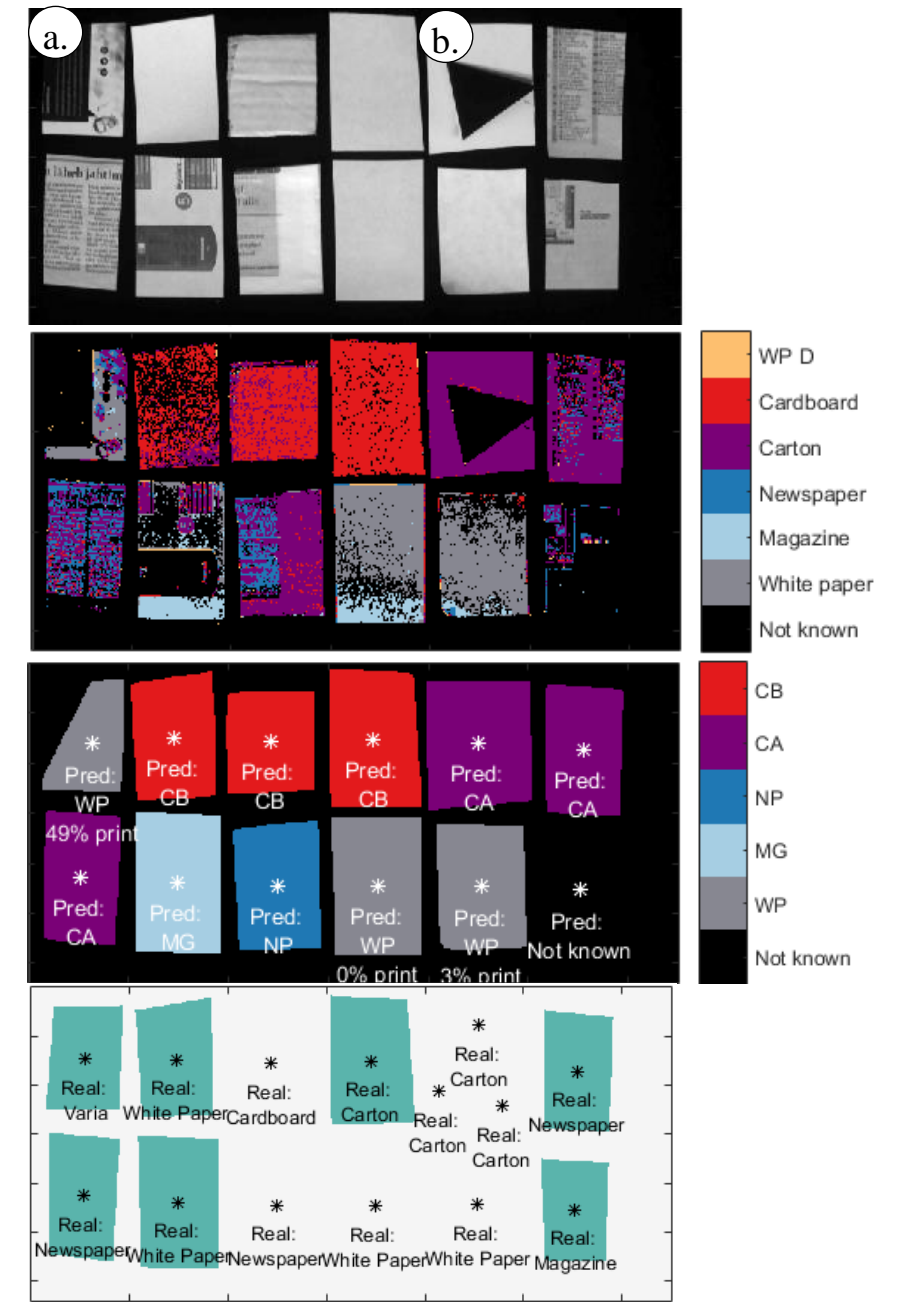 a.
b.
WP D
Cardboard
Carton
Newspaper
Magazine
White paper
Not known
Pred:
WP
49% print
Pred:
CB
Pred:
CB
Pred:
CB
Pred:
CA
Pred:
CA
Pred:
CA
Pred:
MG
Pred:
NP
Pred:
WP
0% print
Pred:
WP
3% print
Pred:
Not known
CB
CA
NP
MG
WP
Not known
Real:
Varia
Real:
White Paper
Real:
Cardboard
Real:
Carton
Real:
Carton
Real:
Carton
Real:
Carton
Real:
Newspaper
Real:
Newspaper
Real:
White Paper
Real:
Newspaper
Real:
White Paper
Real:
White Paper
Real:
Magazine